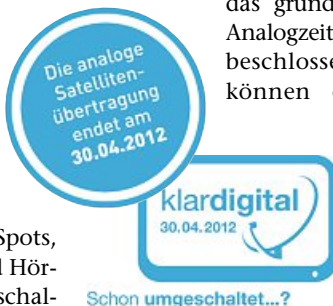 das grund
Analogzeit
beschlosse
können
Die analoge
Satelliten-
übertragung
endet am
30.04.2012
klardigital
30.04.2012
Spots,
d Hör-
schal-
Schon umgeschaltet...?